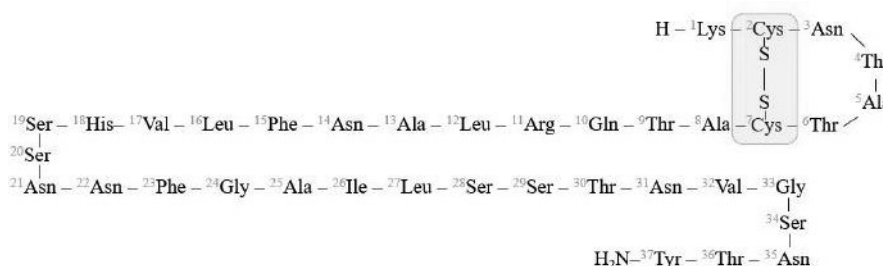 H – 1Lys – 2Cys – 3Asn
S
4Th
S
5Ala
19Ser – 18His – 17Val – 16Leu – 15Phe – 14Asn – 13Ala – 12Leu – 11Arg – 10Gln – 9Thr – 8Ala – 7Cys – 6Thr
20Ser
21Asn – 22Asn – 23Phe – 24Gly – 25Ala – 26Ile – 27Leu – 28Ser – 29Ser – 30Thr – 31Asn – 32Val – 33Gly
34Ser
H2N–37Tyr – 36Thr – 35Asn